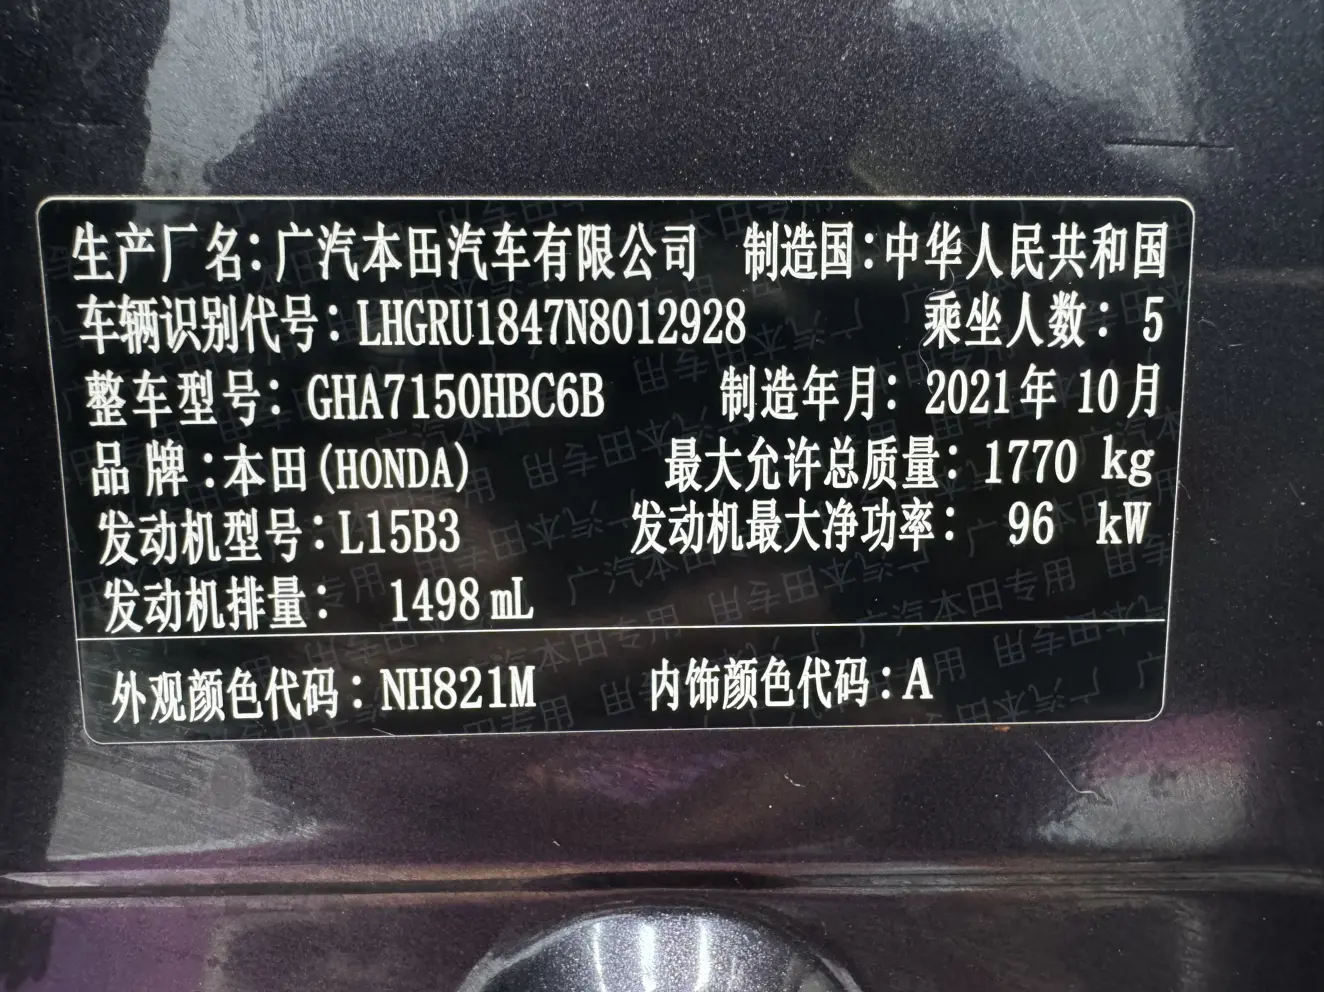 生产厂名:广汽本田汽车有限公司 制造国:中华人民共和国
车辆识别代号:LHGRU1847N8012928 乘坐人数: 5
整车型号: GHA7150HBC6B 制造年月: 2021年 10月
品 牌:本田(HONDA) 最大允许总质量: 1770 kg
发动机型号:L15B3 发动机最大净功率: 96 kW
发动机排量: 1498 mL
外观颜色代码:NH821M 内饰颜色代码:A